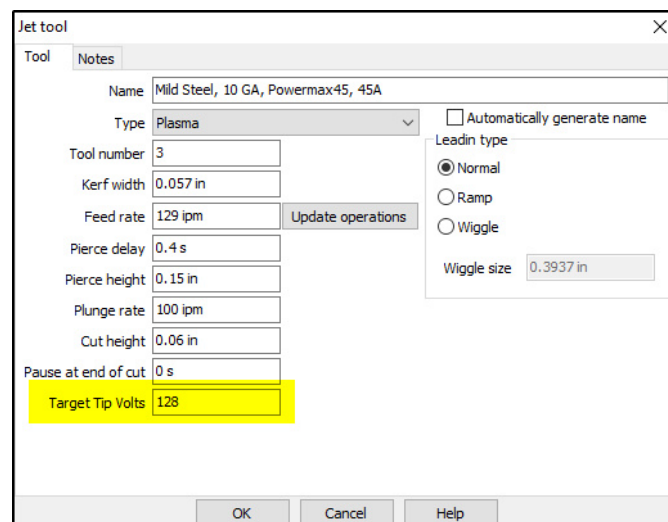 Jet tool
Tool Notes
Name Mild Steel, 10 GA, Powermax45, 45A
Type Plasma Automatically generate name
Leadin type
Tool number 3 Normal
Kerf width 0.057 in Ramp
Feed rate 129 ipm Update operations Wiggle
Pierce delay 0.4 s
Pierce height 0.15 in Wiggle size 0.3937 in
Plunge rate 100 ipm
Cut height 0.06 in
Pause at end of cut 0 s
Target Tip Volts 128
OK Cancel Help